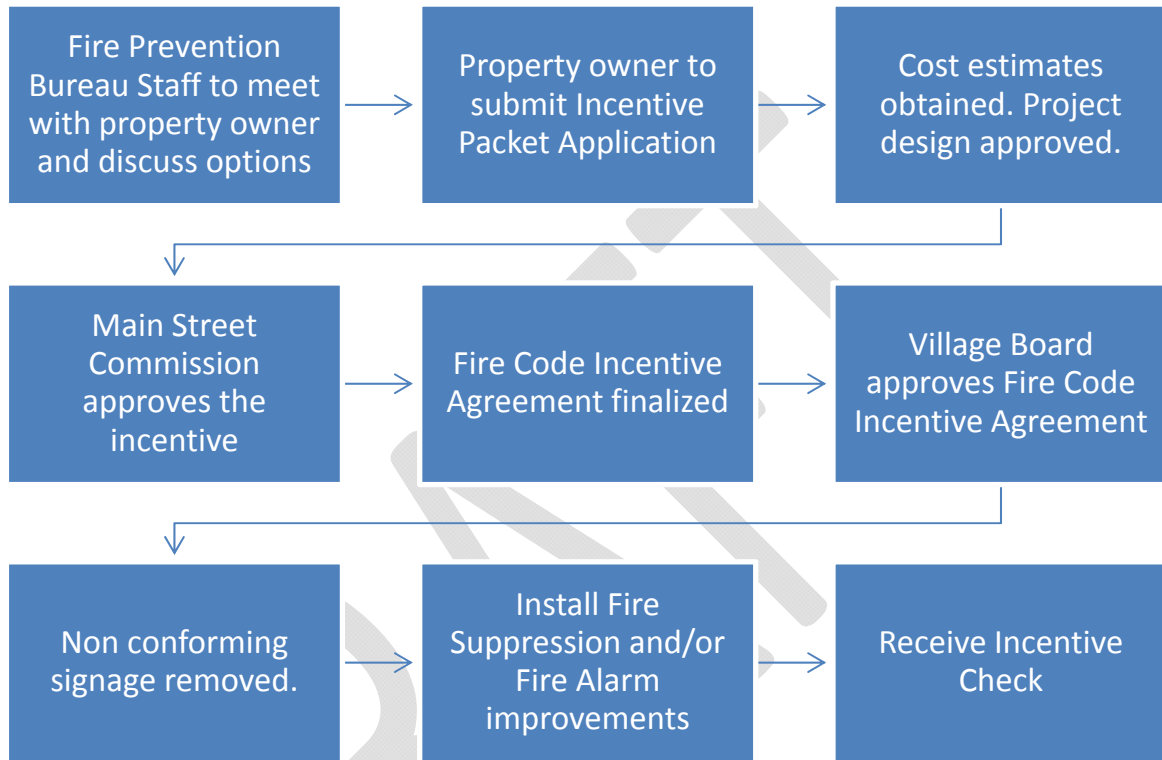 Fire Prevention
Bureau Staff to meet
with property owner
and discuss options
Property owner to
submit Incentive
Packet Application
Cost estimates
obtained. Project
design approved.
Main Street
Commission
approves the
incentive
Fire Code Incentive
Agreement finalized
Village Board
approves Fire Code
Incentive Agreement
Non conforming
signage removed.
Install Fire
Suppression and/or
Fire Alarm
improvements
Receive Incentive
Check
DRAFT